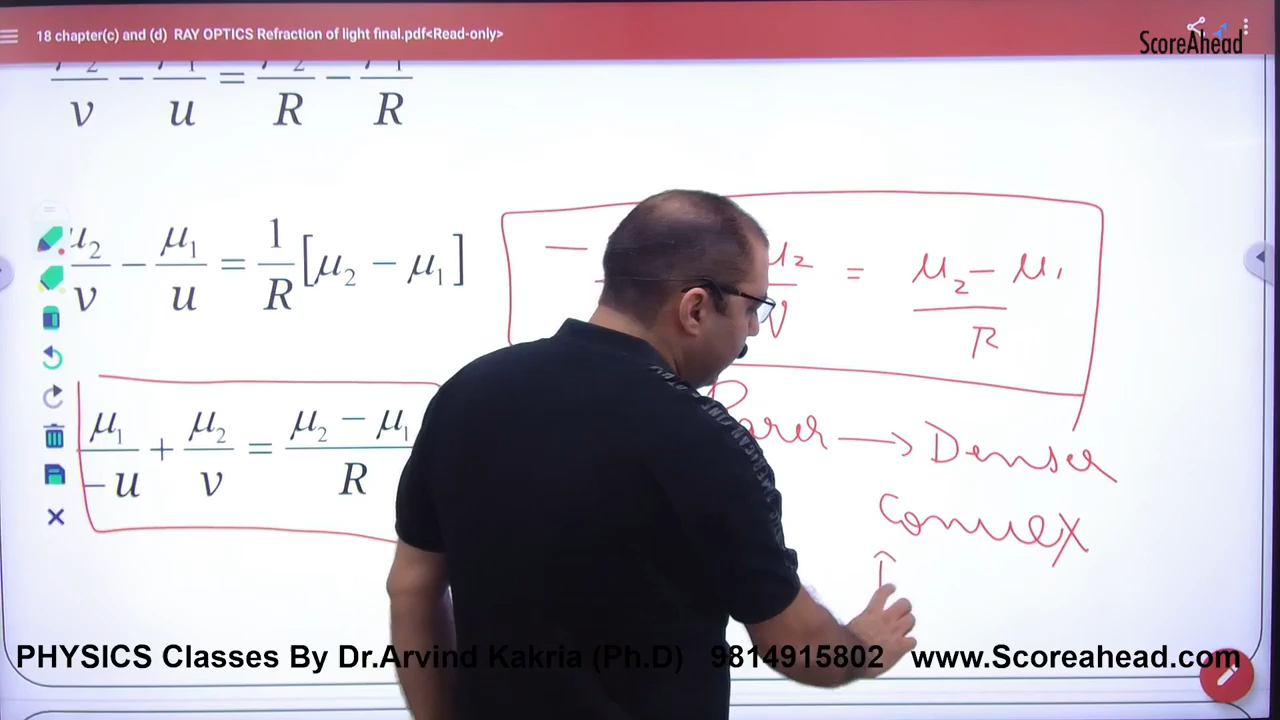 18 chapter(c) and (d) RAY OPTICS Refraction of light final.pdf<Read-only>
ScoreAhead
v - u = R - R
μ₂/v - μ₁/u = 1/R [μ₂ - μ₁]
μ₂/V = μ₂ - μ₁/R
μ₁/-u + μ₂/v = μ₂ - μ₁/R
Rarer → Denser
Convex
PHYSICS Classes By Dr.Arvind Kakria (Ph.D) 9814915802 www.Scoreahead.com